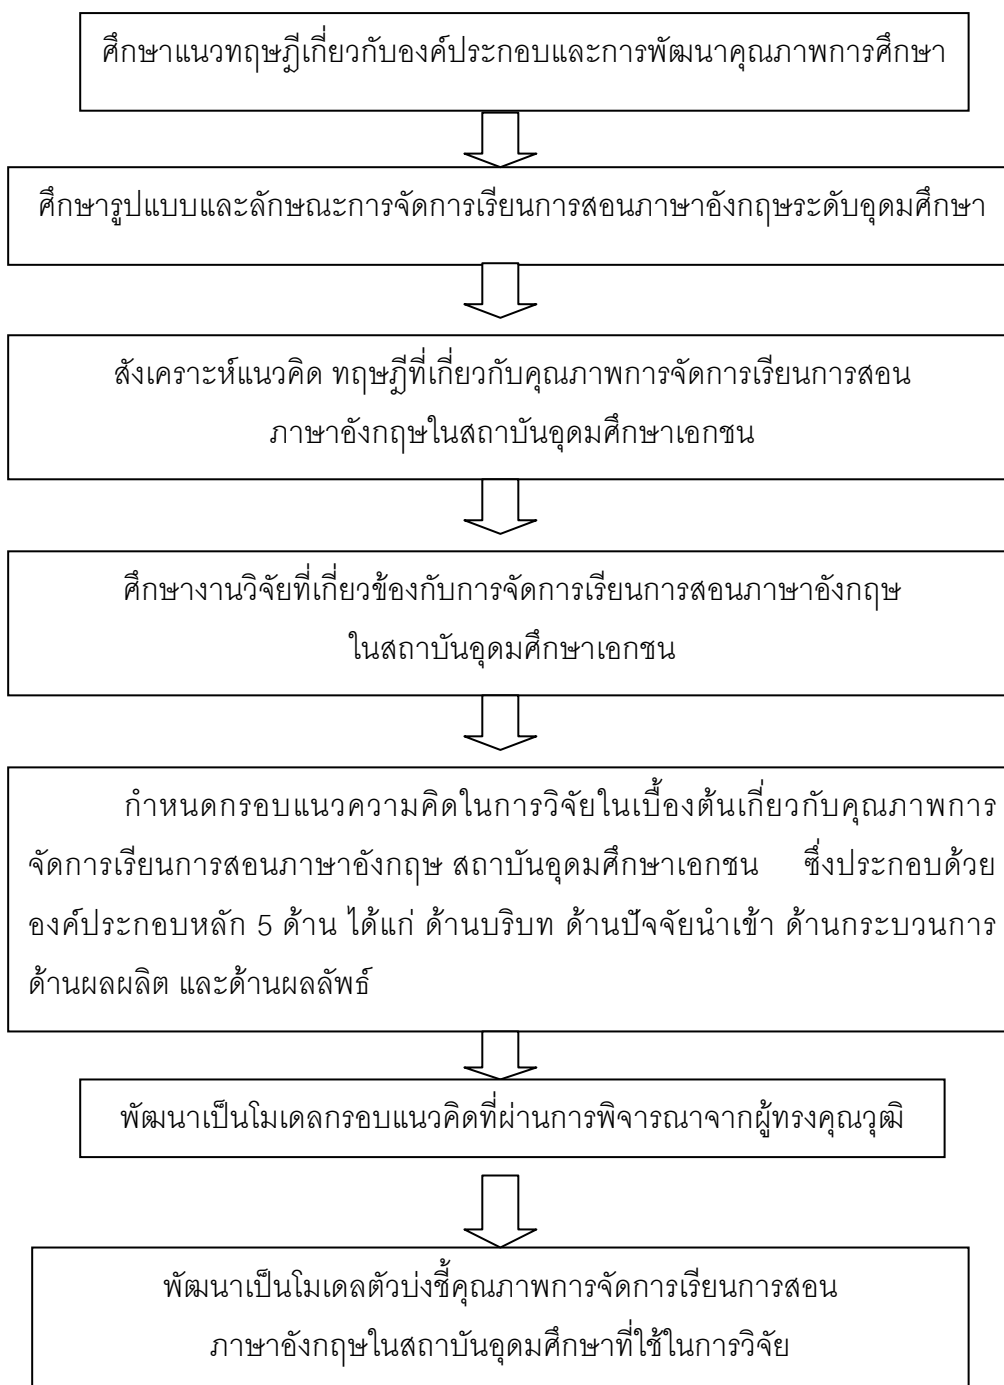 ศึกษาแนวทฤษฎีเกี่ยวกับองค์ประกอบและการพัฒนาคุณภาพการศึกษา
ศึกษารูปแบบและลักษณะการจัดการเรียนการสอนภาษาอังกฤษระดับอุดมศึกษา
สังเคราะห์แนวคิด ทฤษฎีที่เกี่ยวกับคุณภาพการจัดการเรียนการสอน
ภาษาอังกฤษในสถาบันอุดมศึกษาเอกชน
ศึกษางานวิจัยที่เกี่ยวข้องกับการจัดการเรียนการสอนภาษาอังกฤษ
ในสถาบันอุดมศึกษาเอกชน
กำหนดกรอบแนวความคิดในการวิจัยในเบื้องต้นเกี่ยวกับคุณภาพการ
จัดการเรียนการสอนภาษาอังกฤษ สถาบันอุดมศึกษาเอกชน ซึ่งประกอบด้วย
องค์ประกอบหลัก 5 ด้าน ได้แก่ ด้านบริบท ด้านปัจจัยนำเข้า ด้านกระบวนการ
ด้านผลผลิต และด้านผลลัพธ์
พัฒนาเป็นโมเดลกรอบแนวคิดที่ผ่านการพิจารณาจากผู้ทรงคุณวุฒิ
พัฒนาเป็นโมเดลตัวบ่งชี้คุณภาพการจัดการเรียนการสอน
ภาษาอังกฤษในสถาบันอุดมศึกษาที่ใช้ในการวิจัย